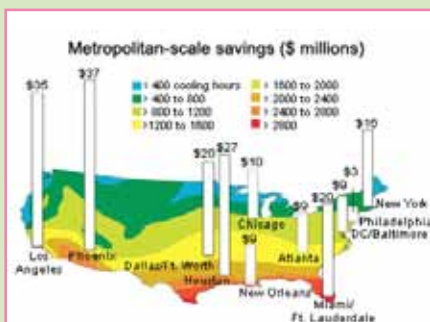 Metropolitan-scale savings ($ millions)
< 400 cooling hours
> 400 to 800
> 800 to 1200
>1200 to 1600
> 1600 to 2000
> 2000 to 2400
> 2400 to 2800
> 2800
$35
$37
$20
$27
$10
$9
$9
$20
$9
$3
$16
New York
Philadelphia
DC/Baltimore
Chicago
Atlanta
Los
Angeles
Phoenix
Dallas/Ft. Worth
Houston
New Orleans
Miami/
Ft. Lauderdale